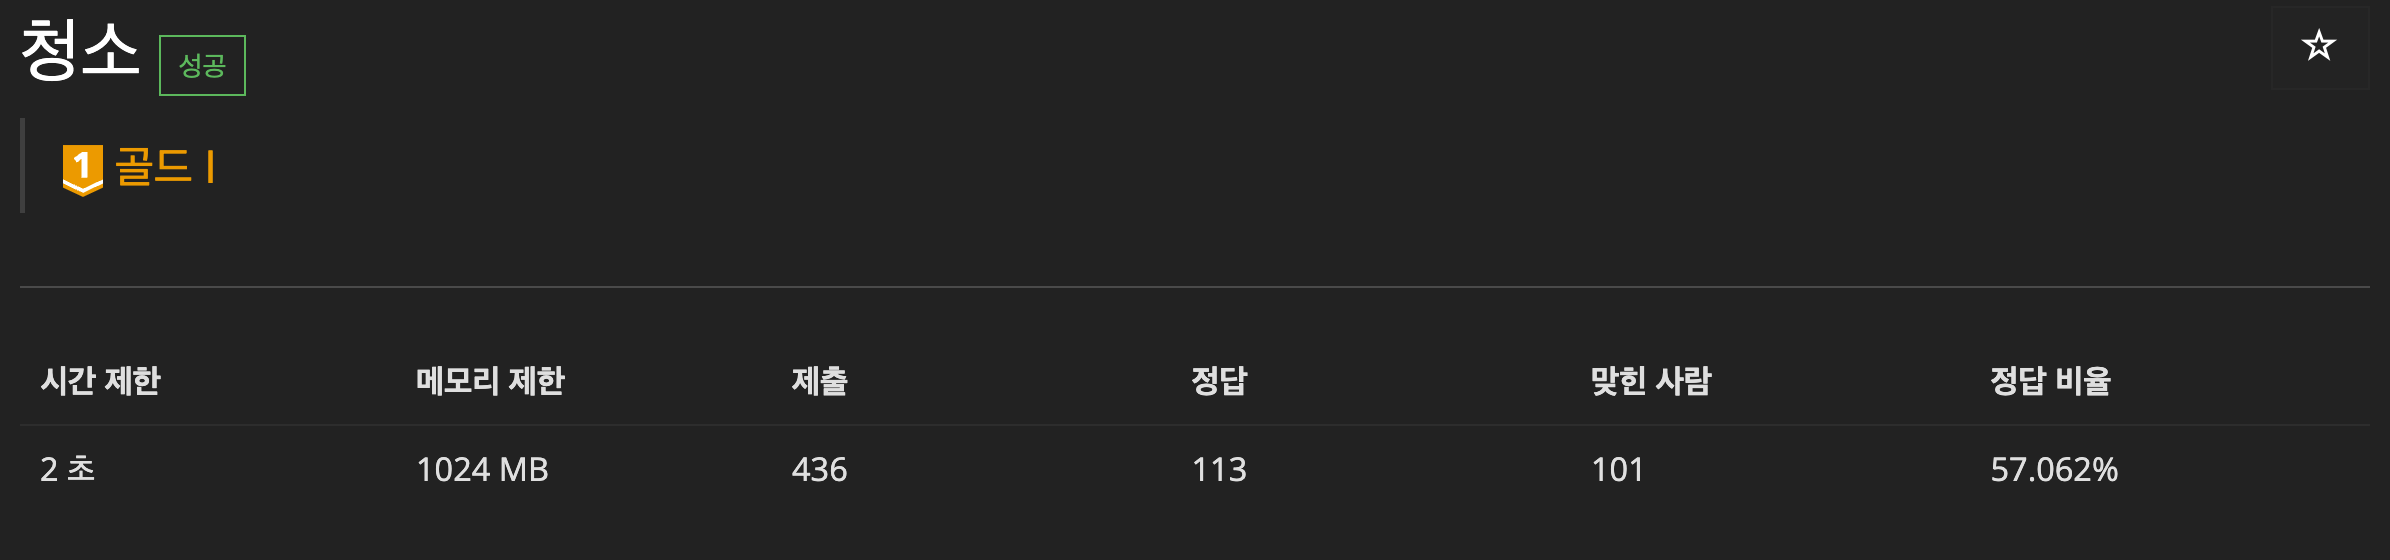 청소 성공
1 골드 I
시간 제한 메모리 제한 제출 정답 맞힌 사람 정답 비율
2 초 1024 MB 436 113 101 57.062%